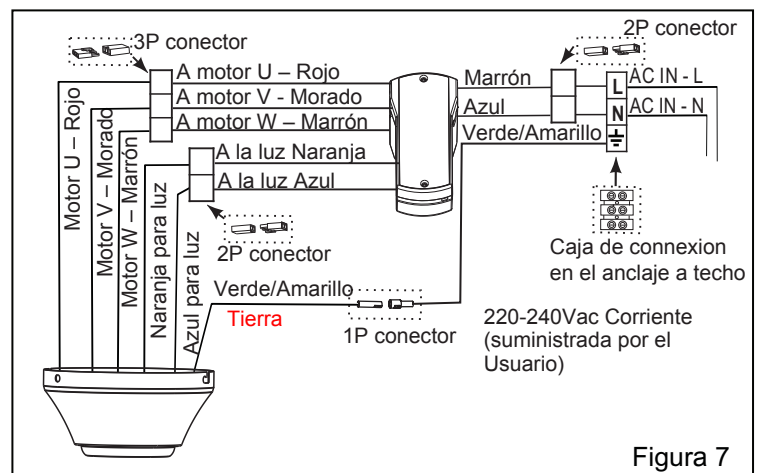 3P conector
2P conector
A motor U – Rojo
A motor V - Morado
A motor W – Marrón
Marrón
Azul
Verde/Amarillo
L
N
AC IN - L
AC IN - N
A la luz Naranja
A la luz Azul
Motor U – Rojo
Motor V – Morado
Motor W – Marrón
Naranja para luz
Azul para luz
2P conector
Verde/Amarillo
Tierra
1P conector
Caja de connexion
en el anclaje a techo
220-240Vac Corriente
(suministrada por el
Usuario)
Figura 7